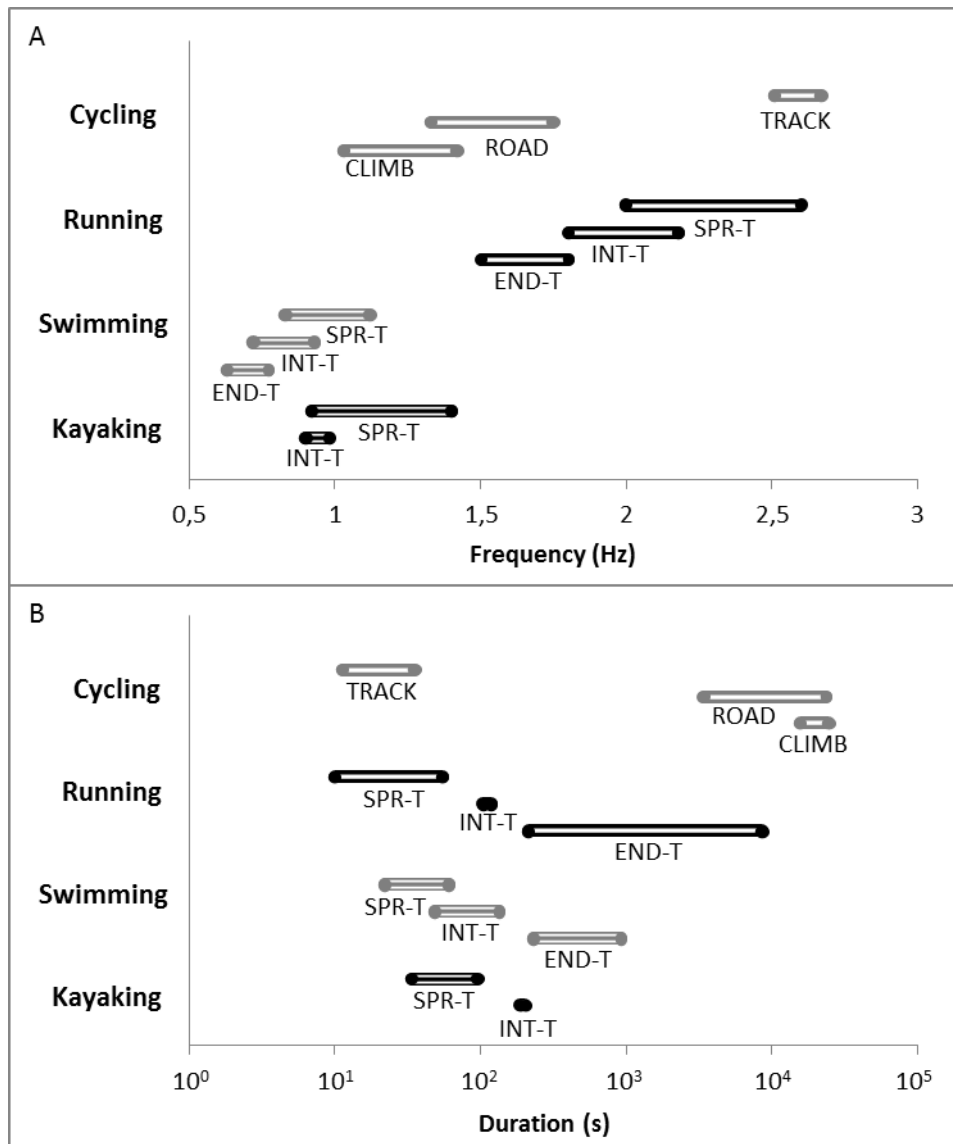 A
Cycling
TRACK
ROAD
CLIMB
Running
SPR-T
INT-T
END-T
Swimming
SPR-T
INT-T
END-T
Kayaking
SPR-T
INT-T
0,5 1 1,5 2 2,5 3
Frequency (Hz)
B
Cycling
TRACK
ROAD
CLIMB
Running
SPR-T
INT-T
END-T
Swimming
SPR-T
INT-T
END-T
Kayaking
SPR-T
INT-T
10⁰ 10¹ 10² 10³ 10⁴ 10⁵
Duration (s)